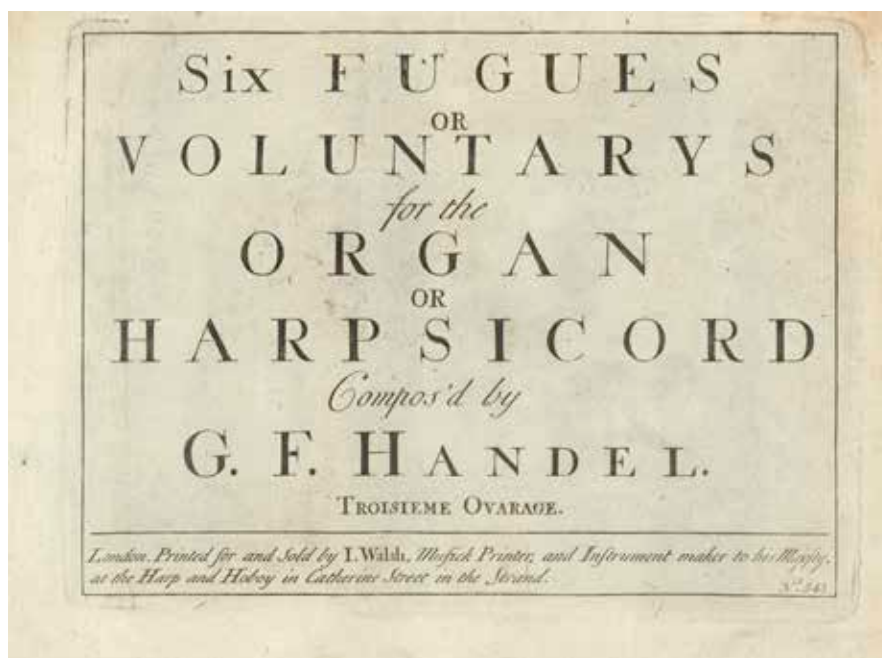 Six FUGUES
OR
VOLUNTARYS
for the
ORGAN
OR
HARPSICORD
Compos'd by
G. F. HANDEL.
TROISIEME OVARAGE.
London. Printed for and Sold by I. Walsh, Musick Printer, and Instrument maker to his Majesty,
at the Harp and Hoboy in Catherine Street in the Strand.